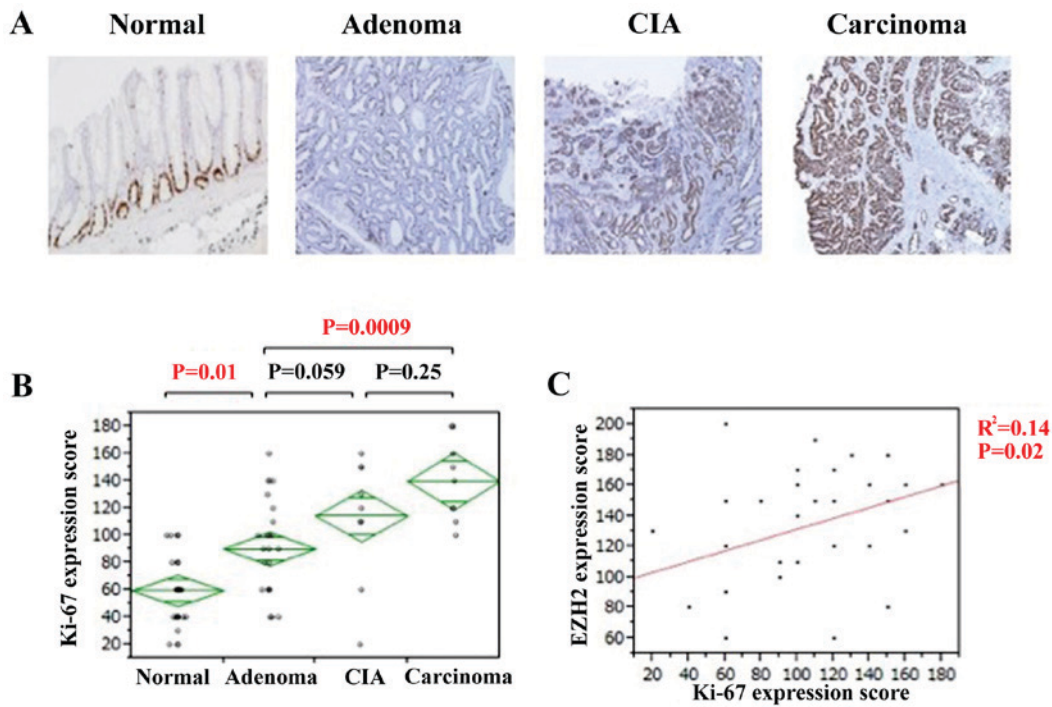 A Normal Adenoma CIA Carcinoma
P=0.0009
P=0.01 P=0.059 P=0.25
B
Ki-67 expression score
180
160
140
120
100
80
60
40
20
Normal Adenoma CIA Carcinoma
C
EZH2 expression score
200
180
160
140
120
100
80
60
20 40 60 80 100 120 140 160 180
Ki-67 expression score
R²=0.14
P=0.02